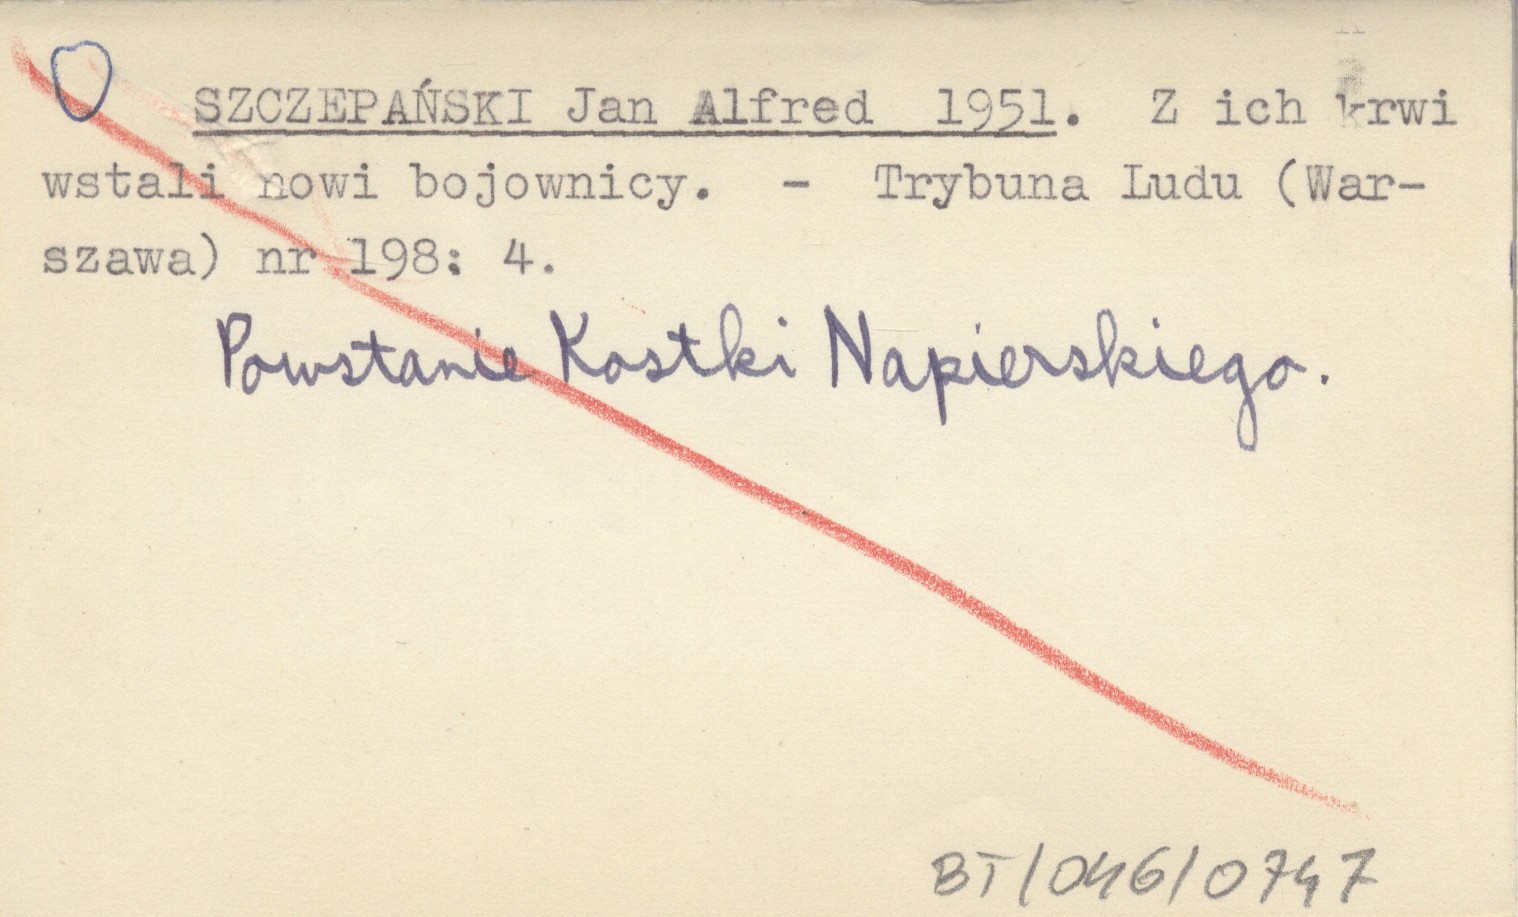 SZCZEPAŃSKI Jan Alfred 1951. Z ich krwi
wstali nowi bojownicy. - Trybuna Ludu (War-
szawa) nr 198: 4.
Powstanie Kostki Napierskiego.
BT/046/0747